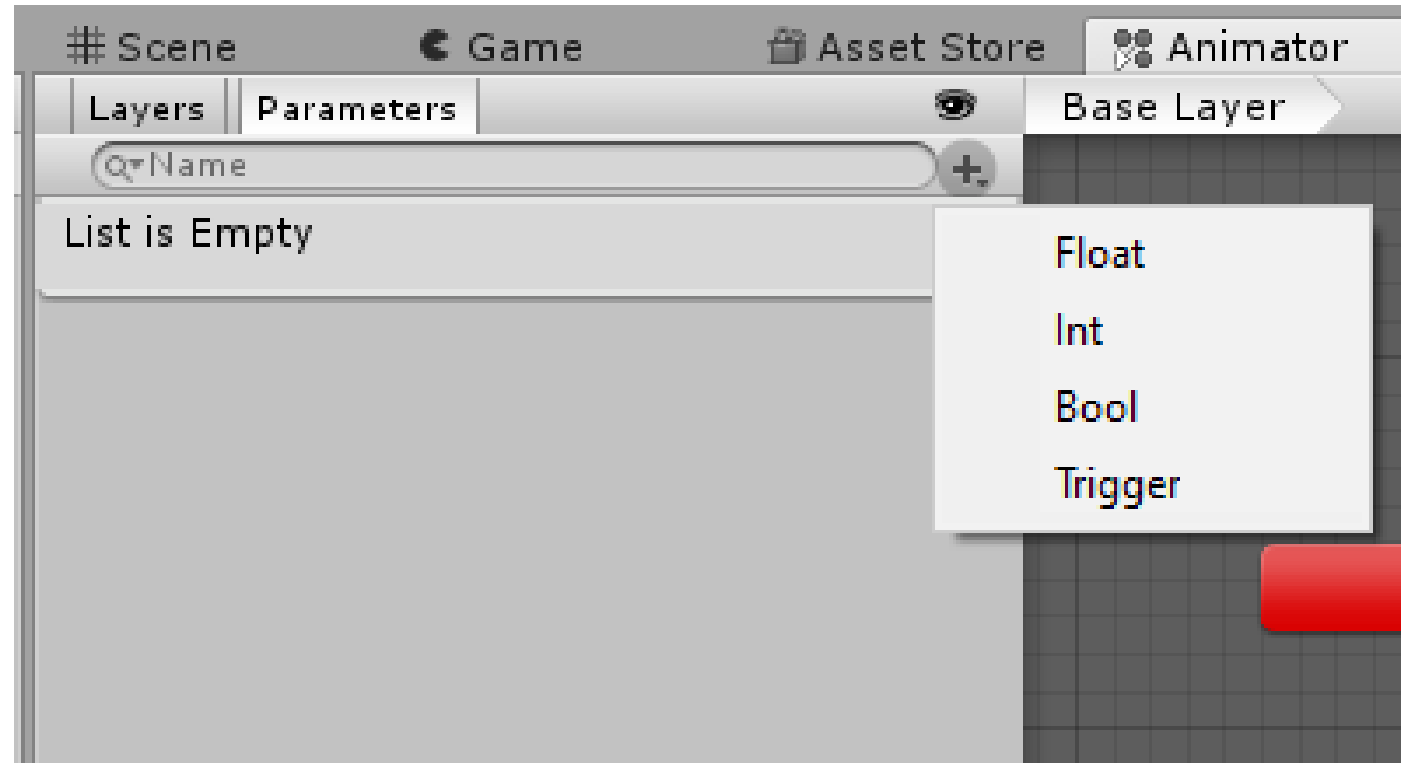 Scene Game Asset Store Animator
Layers Parameters Base Layer
Name
List is Empty
Float
Int
Bool
Trigger